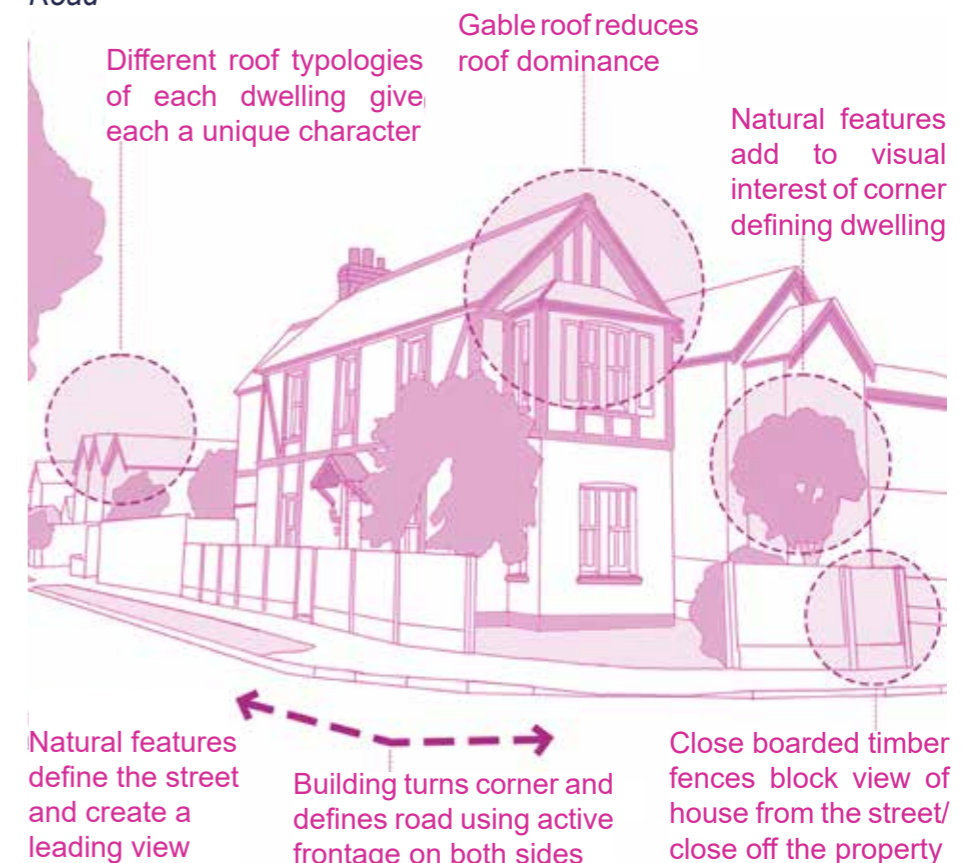 Road
Gable roof reduces
roof dominance
Different roof typologies
of each dwelling give
each a unique character
Natural features
add to visual
interest of corner
defining dwelling
Natural features
define the street
and create a
leading view
Building turns corner and
defines road using active
frontage on both sides
Close boarded timber
fences block view of
house from the street/
close off the property